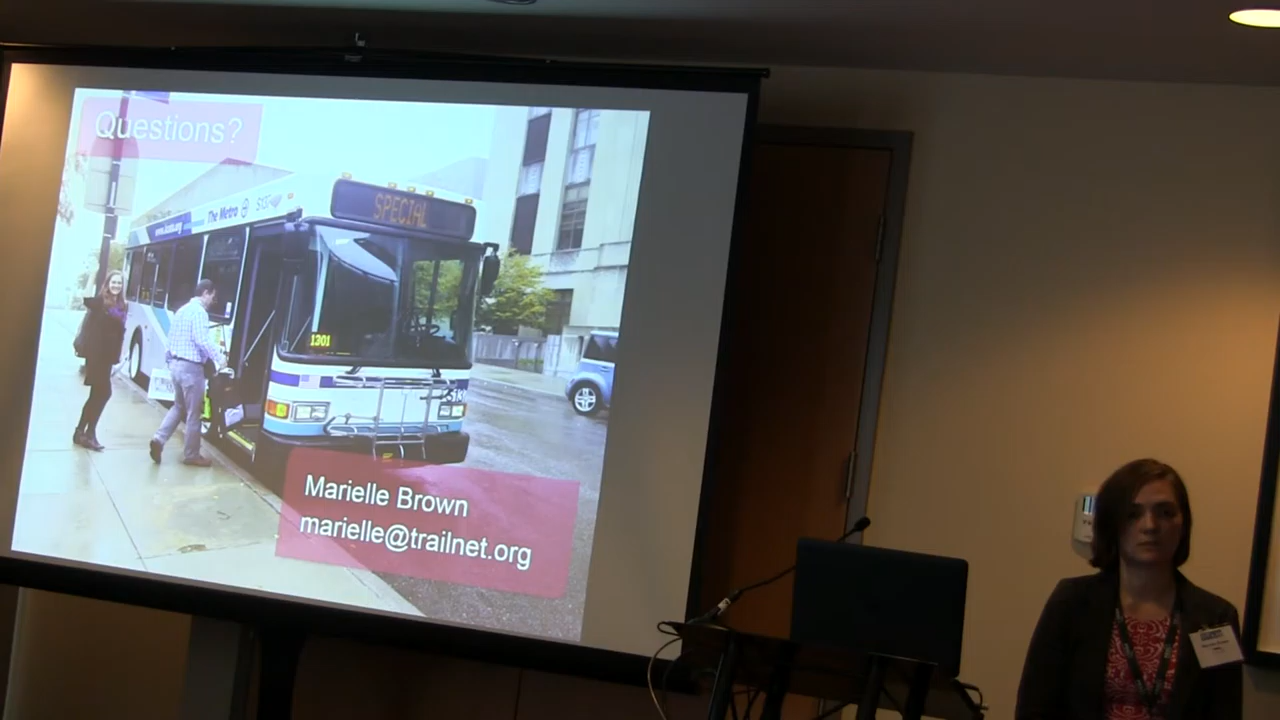 Questions?
The Metro
SPECIAL
1301
Marielle Brown
marielle@trailnet.org